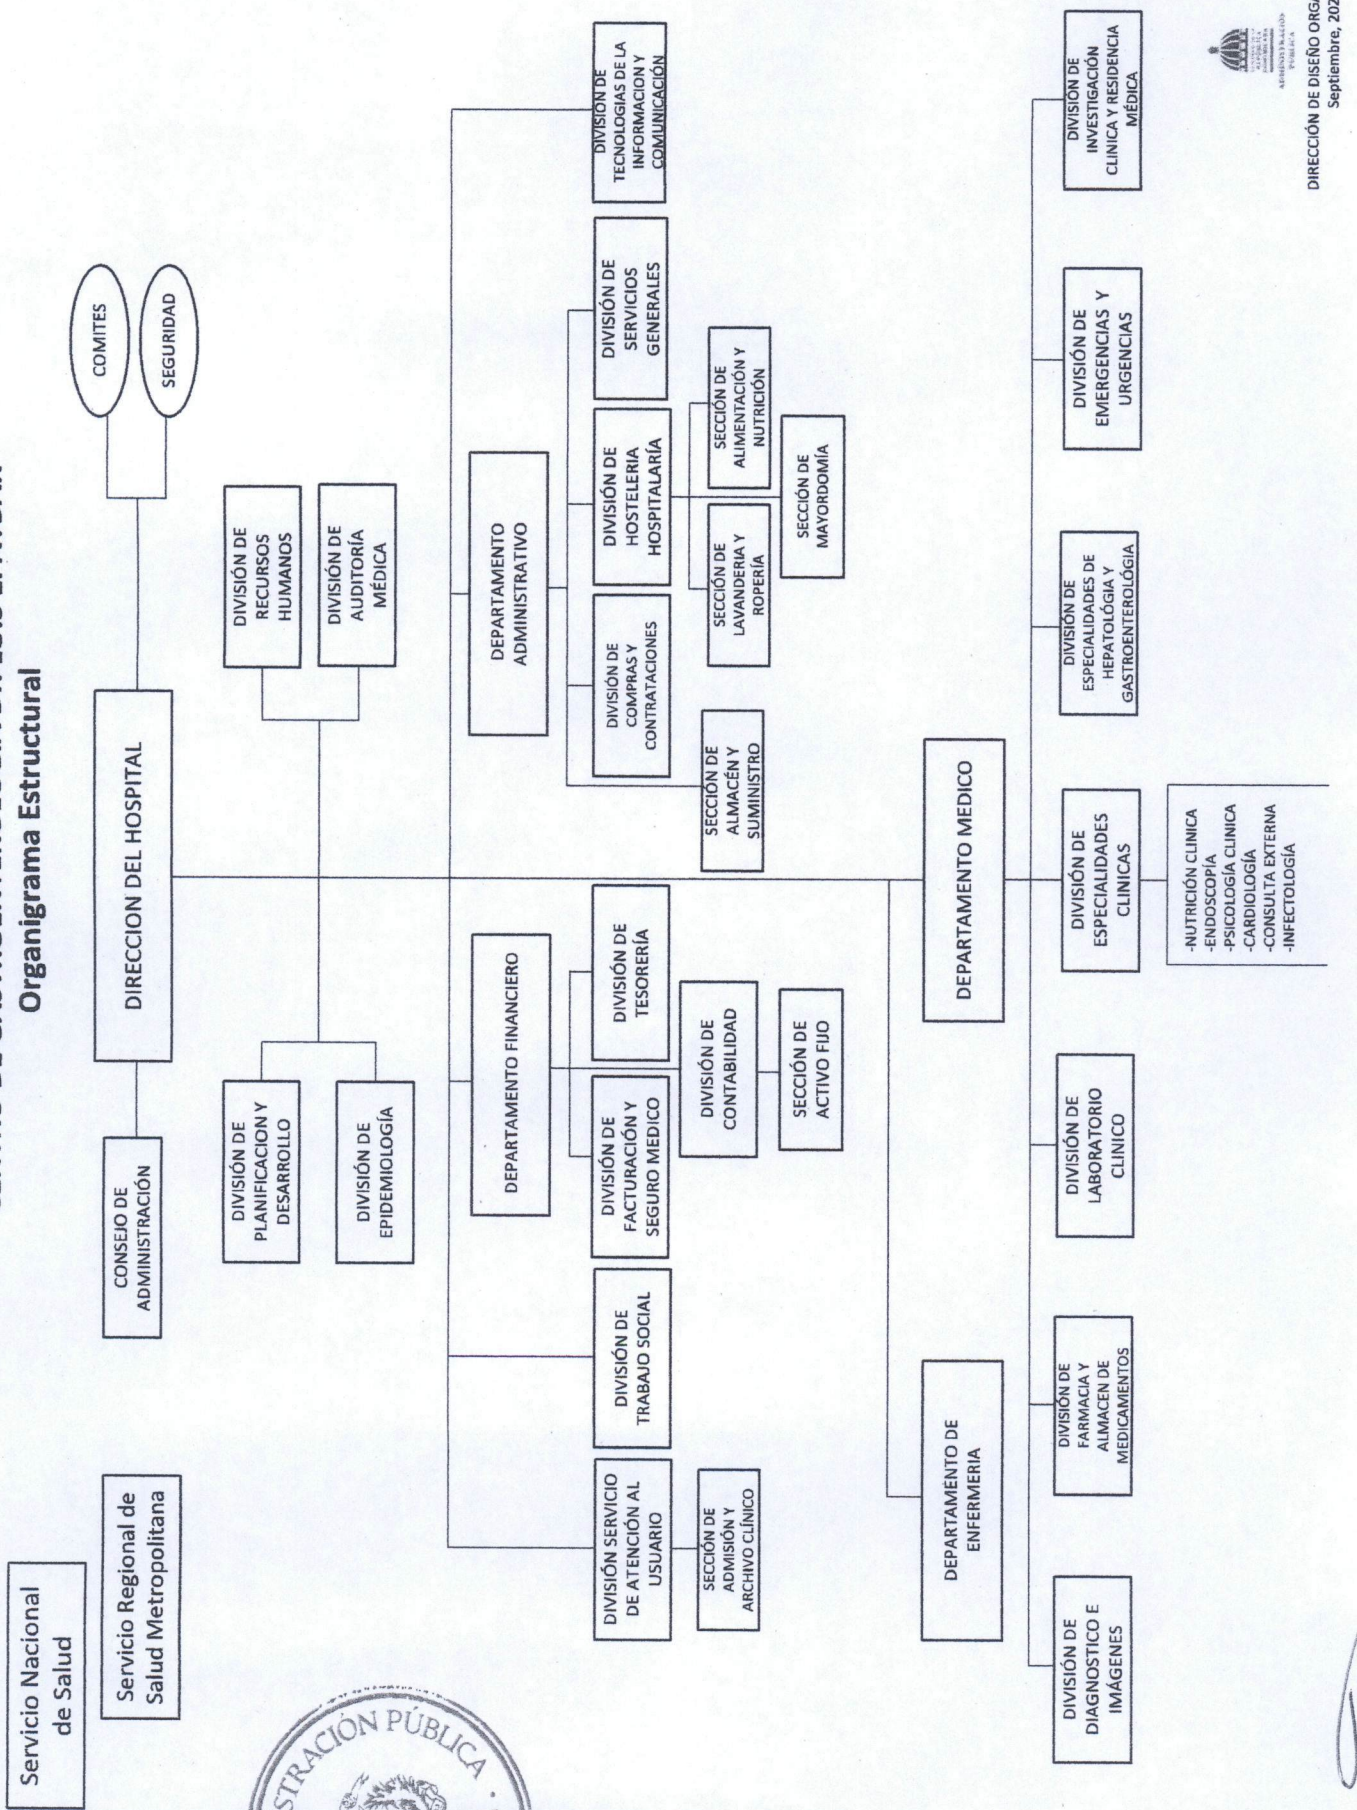 Organigrama Estructural
Servicio Nacional
de Salud
Servicio Regional de
Salud Metropolitana
CONSEJO DE
ADMINISTRACIÓN
DIRECCION DEL HOSPITAL
COMITES
SEGURIDAD
DIVISIÓN DE
PLANIFICACION Y
DESARROLLO
DIVISIÓN DE
EPIDEMIOLOGÍA
DIVISIÓN DE
RECURSOS
HUMANOS
DIVISIÓN DE
AUDITORÍA
MÉDICA
DEPARTAMENTO FINANCIERO
DEPARTAMENTO
ADMINISTRATIVO
DIVISIÓN SERVICIO
DE ATENCIÓN AL
USUARIO
SECCIÓN DE
ADMISIÓN Y
ARCHIVO CLÍNICO
DIVISIÓN DE
TRABAJO SOCIAL
DIVISIÓN DE
FACTURACIÓN Y
SEGURO MEDICO
DIVISIÓN DE
TESORERÍA
DIVISIÓN DE
CONTABILIDAD
SECCIÓN DE
ACTIVO FIJO
DIVISIÓN DE
COMPRAS Y
CONTRATACIONES
DIVISIÓN DE
HOSTELERIA
HOSPITALARÍA
DIVISIÓN DE
SERVICIOS
GENERALES
DIVISIÓN DE
TECNOLOGIAS DE LA
INFORMACION Y
COMUNICACIÓN
SECCIÓN DE
ALMACÉN Y
SUMINISTRO
SECCIÓN DE
LAVANDERIA Y
ROPERÍA
SECCIÓN DE
ALIMENTACIÓN Y
NUTRICIÓN
SECCIÓN DE
MAYORDOMÍA
DEPARTAMENTO DE
ENFERMERIA
DEPARTAMENTO MEDICO
DIVISIÓN DE
DIAGNOSTICO E
IMÁGENES
DIVISIÓN DE
FARMACIA Y
ALMACEN DE
MEDICAMENTOS
DIVISIÓN DE
LABORATORIO
CLINICO
DIVISIÓN DE
ESPECIALIDADES
CLINICAS
DIVISIÓN DE
ESPECIALIDADES DE
HEPATOLÓGIA Y
GASTROENTEROLÓGIA
DIVISIÓN DE
EMERGENCIAS Y
URGENCIAS
DIVISIÓN DE
INVESTIGACIÓN
CLINICA Y RESIDENCIA
MÉDICA
-NUTRICIÓN CLINICA
-ENDOSCOPÍA
-PSICOLOGÍA CLINICA
-CARDIOLOGÍA
-CONSULTA EXTERNA
-INFECTOLOGÍA
STRACIÓN PÚBLICA
ADMINISTRACIÓN
PÚBLICA
DIRECCIÓN DE DISEÑO ORGA
Septiembre, 202